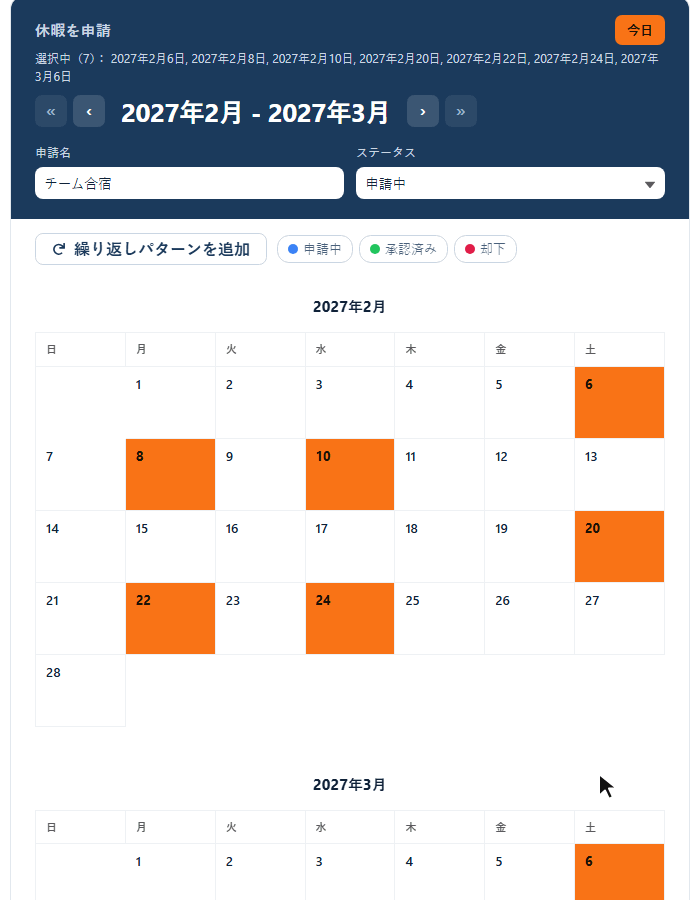 休暇を申請
今日
選択中（7）： 2027年2月6日, 2027年2月8日, 2027年2月10日, 2027年2月20日, 2027年2月22日, 2027年2月24日, 2027年
3月6日
« ‹ 2027年2月 - 2027年3月 › »
申請名 ステータス
チーム合宿 申請中
繰り返しパターンを追加 申請中 承認済み 却下
2027年2月
日 月 火 水 木 金 土
1 2 3 4 5 6
7 8 9 10 11 12 13
14 15 16 17 18 19 20
21 22 23 24 25 26 27
28
2027年3月
日 月 火 水 木 金 土
1 2 3 4 5 6